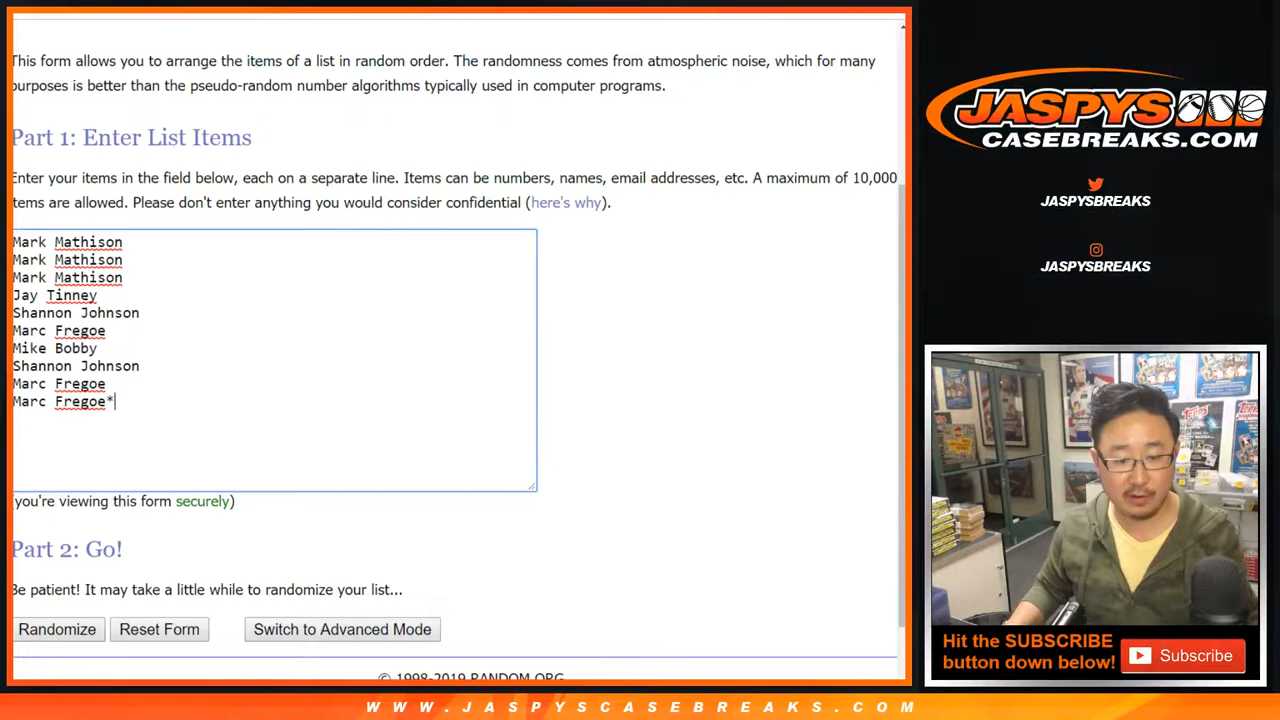 This form allows you to arrange the items of a list in random order. The randomness comes from atmospheric noise, which for many
purposes is better than the pseudo-random number algorithms typically used in computer programs.
Part 1: Enter List Items
Enter your items in the field below, each on a separate line. Items can be numbers, names, email addresses, etc. A maximum of 10,000
items are allowed. Please don't enter anything you would consider confidential (here's why).
Mark Mathison
Mark Mathison
Mark Mathison
Jay Tinney
Shannon Johnson
Marc Fregoe
Mike Bobby
Shannon Johnson
Marc Fregoe
Marc Fregoe*
you're viewing this form securely)
Part 2: Go!
Be patient! It may take a little while to randomize your list...
Randomize Reset Form Switch to Advanced Mode
© 1998-2019 RANDOM.ORG
JASPYS
CASEBREAKS.COM
JASPYSBREAKS
JASPYSBREAKS
TOPPS
Hit the SUBSCRIBE
button down below!
Subscribe
WWW.JASPYSCASEBREAKS.COM